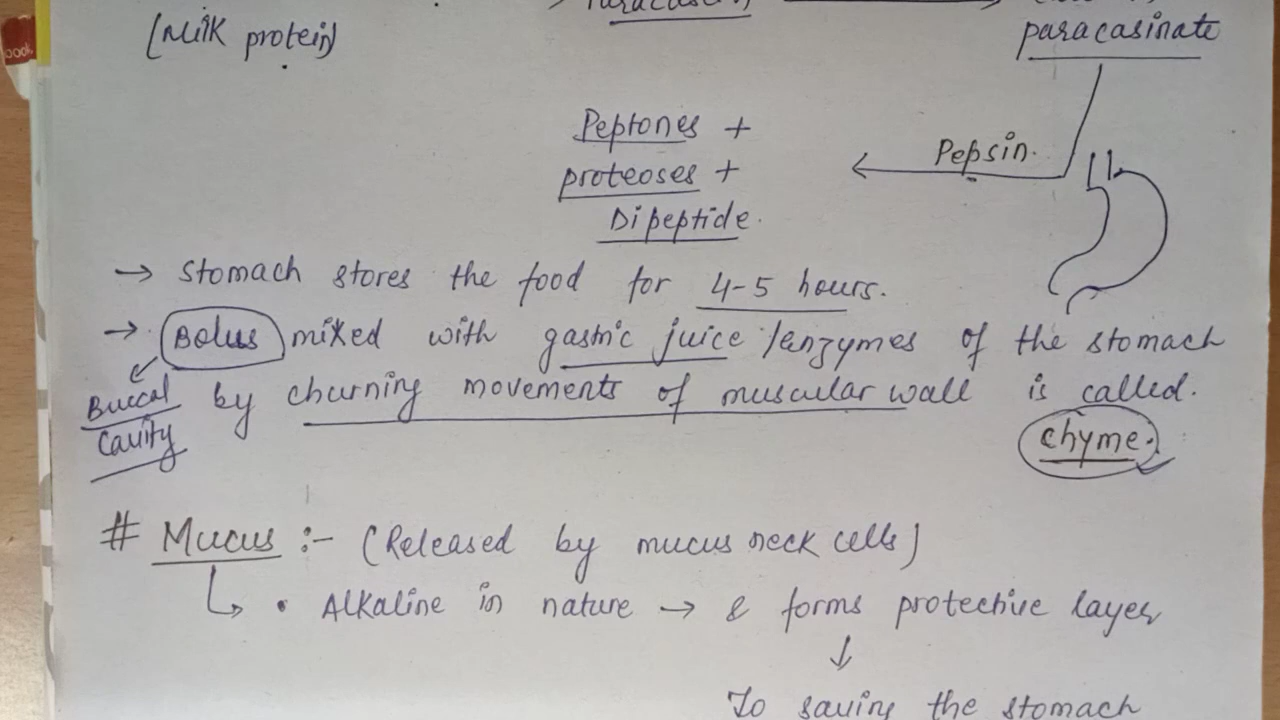 book
Paracasein
(Milk protein)
paracasinate
Peptones +
Pepsin.
proteoses +
Dipeptide.
→ Stomach stores the food for 4-5 hours.
→ Bolus mixed with gastric juice /enzymes of the stomach
Buccal by churning movements of muscular wall is called.
Cavity
chyme.
# Mucus :- (Released by mucus neck cells)
• Alkaline in nature → & forms protective layer
To saving the stomach